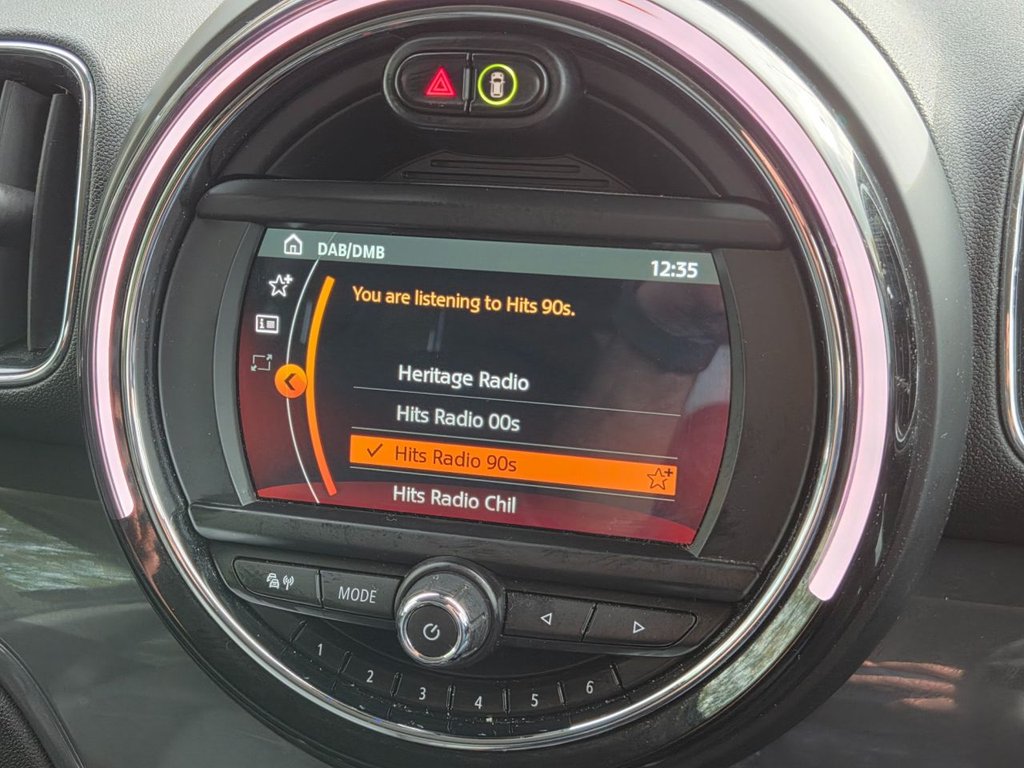 DAB/DMB
12:35
You are listening to Hits 90s.
Heritage Radio
Hits Radio 00s
Hits Radio 90s
Hits Radio Chil
MODE
1 2 3 4 5 6